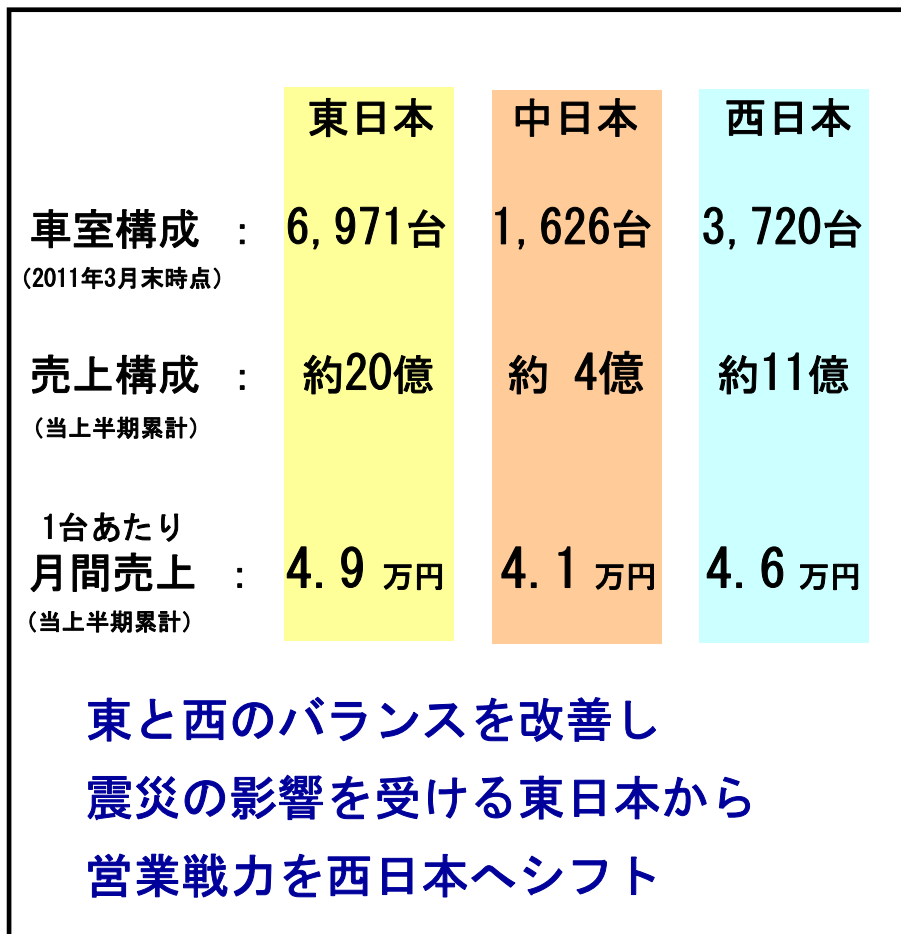 東日本 中日本 西日本
車室構成 : 6,971台 1,626台 3,720台
(2011年3月末時点)
売上構成 : 約20億 約 4億 約11億
(当上半期累計)
1台あたり
月間売上 : 4.9 万円 4.1 万円 4.6 万円
(当上半期累計)
東と西のバランスを改善し
震災の影響を受ける東日本から
営業戦力を西日本へシフト